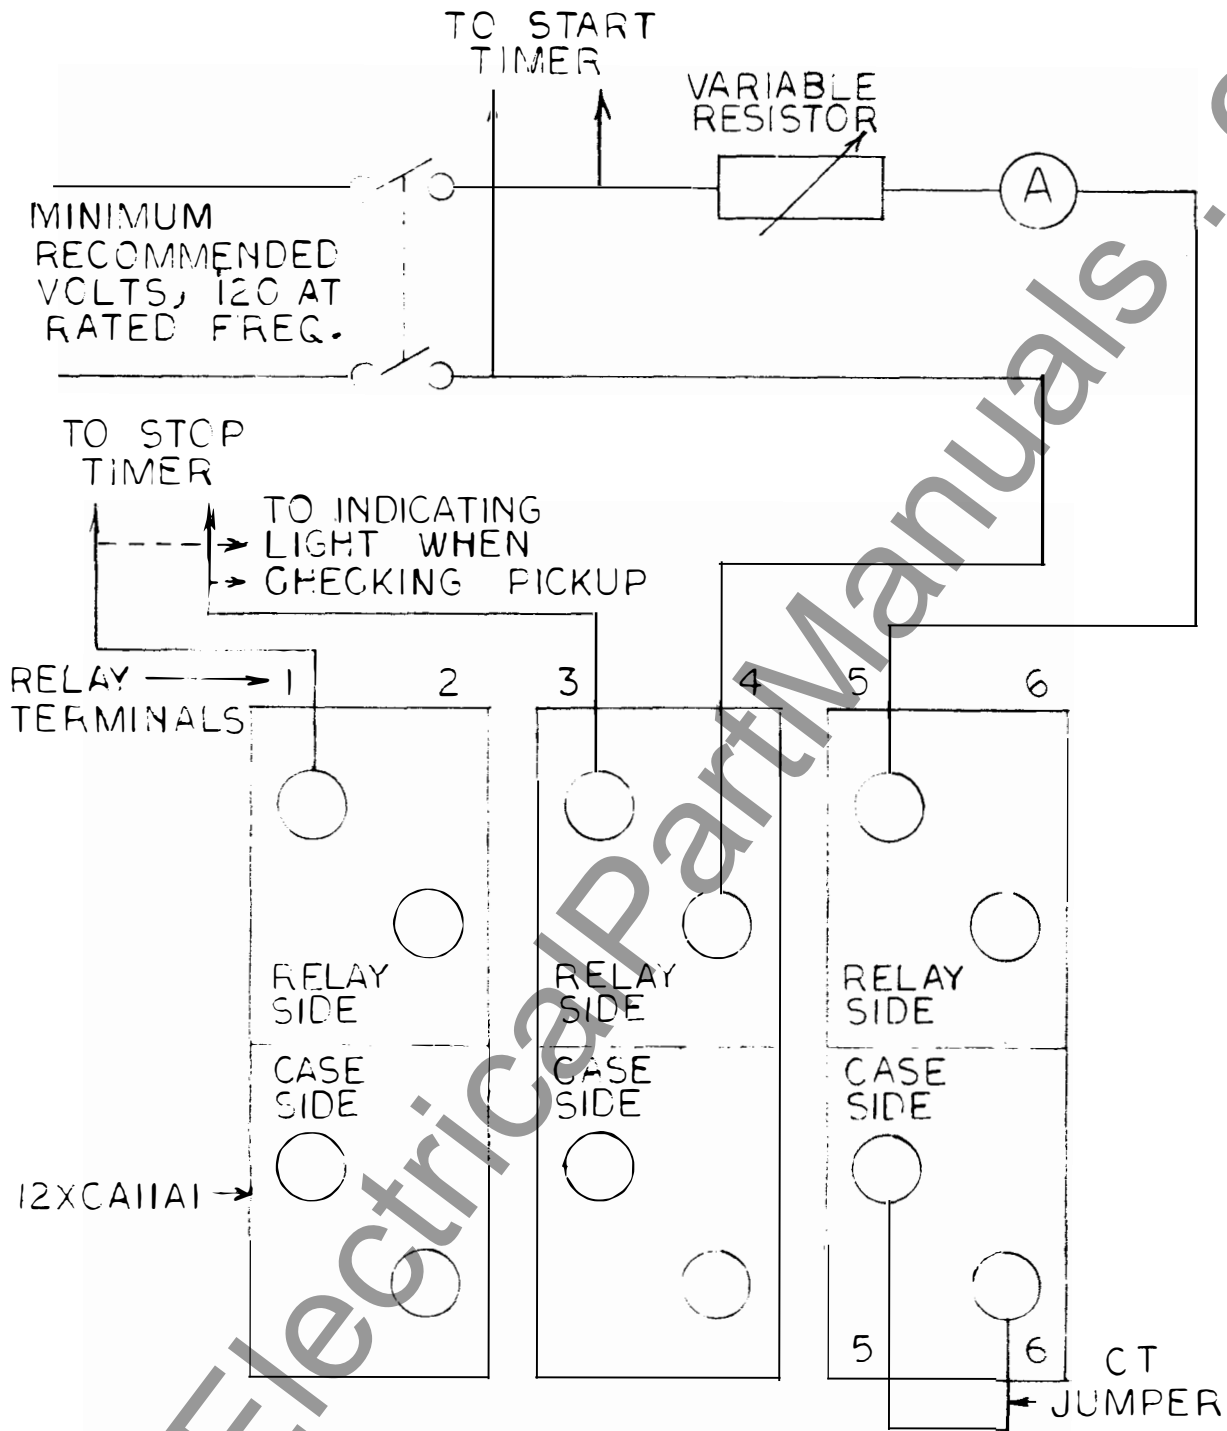 TO START
TIMER
VARIABLE
RESISTOR
A
MINIMUM
RECOMMENDED
VOLTS, 120 AT
RATED FREQ.
TO STOP
TIMER
TO INDICATING
LIGHT WHEN
CHECKING PICKUP
RELAY
TERMINALS
1 2 3 4 5 6
RELAY
SIDE
RELAY
SIDE
RELAY
SIDE
CASE
SIDE
CASE
SIDE
CASE
SIDE
12XCA11A1
5 6
CT
JUMPER
ElectricalPartManuals .